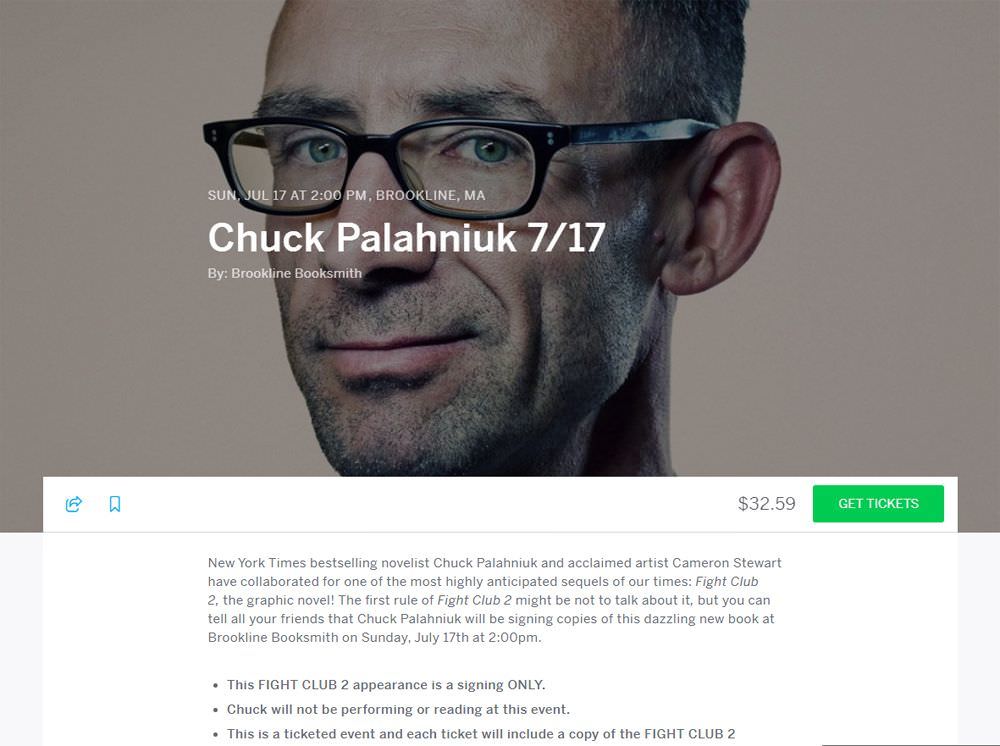 SUN, JUL 17 AT 2:00 PM, BROOKLINE, MA
Chuck Palahniuk 7/17
By: Brookline Booksmith
$32.59 GET TICKETS
New York Times bestselling novelist Chuck Palahniuk and acclaimed artist Cameron Stewart
have collaborated for one of the most highly anticipated sequels of our times: Fight Club
2, the graphic novel! The first rule of Fight Club 2 might be not to talk about it, but you can
tell all your friends that Chuck Palahniuk will be signing copies of this dazzling new book at
Brookline Booksmith on Sunday, July 17th at 2:00pm.
• This FIGHT CLUB 2 appearance is a signing ONLY.
• Chuck will not be performing or reading at this event.
• This is a ticketed event and each ticket will include a copy of the FIGHT CLUB 2